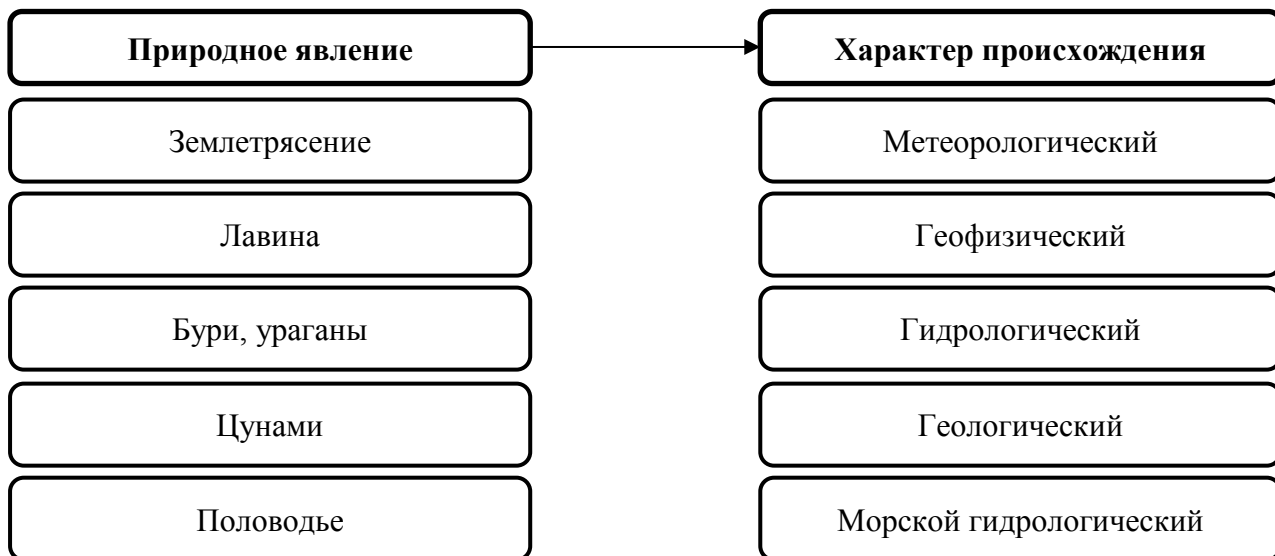 Природное явление
Характер происхождения
Землетрясение
Метеорологический
Лавина
Геофизический
Бури, ураганы
Гидрологический
Цунами
Геологический
Половодье
Морской гидрологический